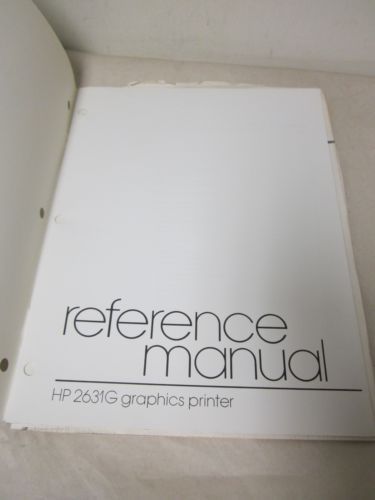 reference
manual
HP 2631G graphics printer